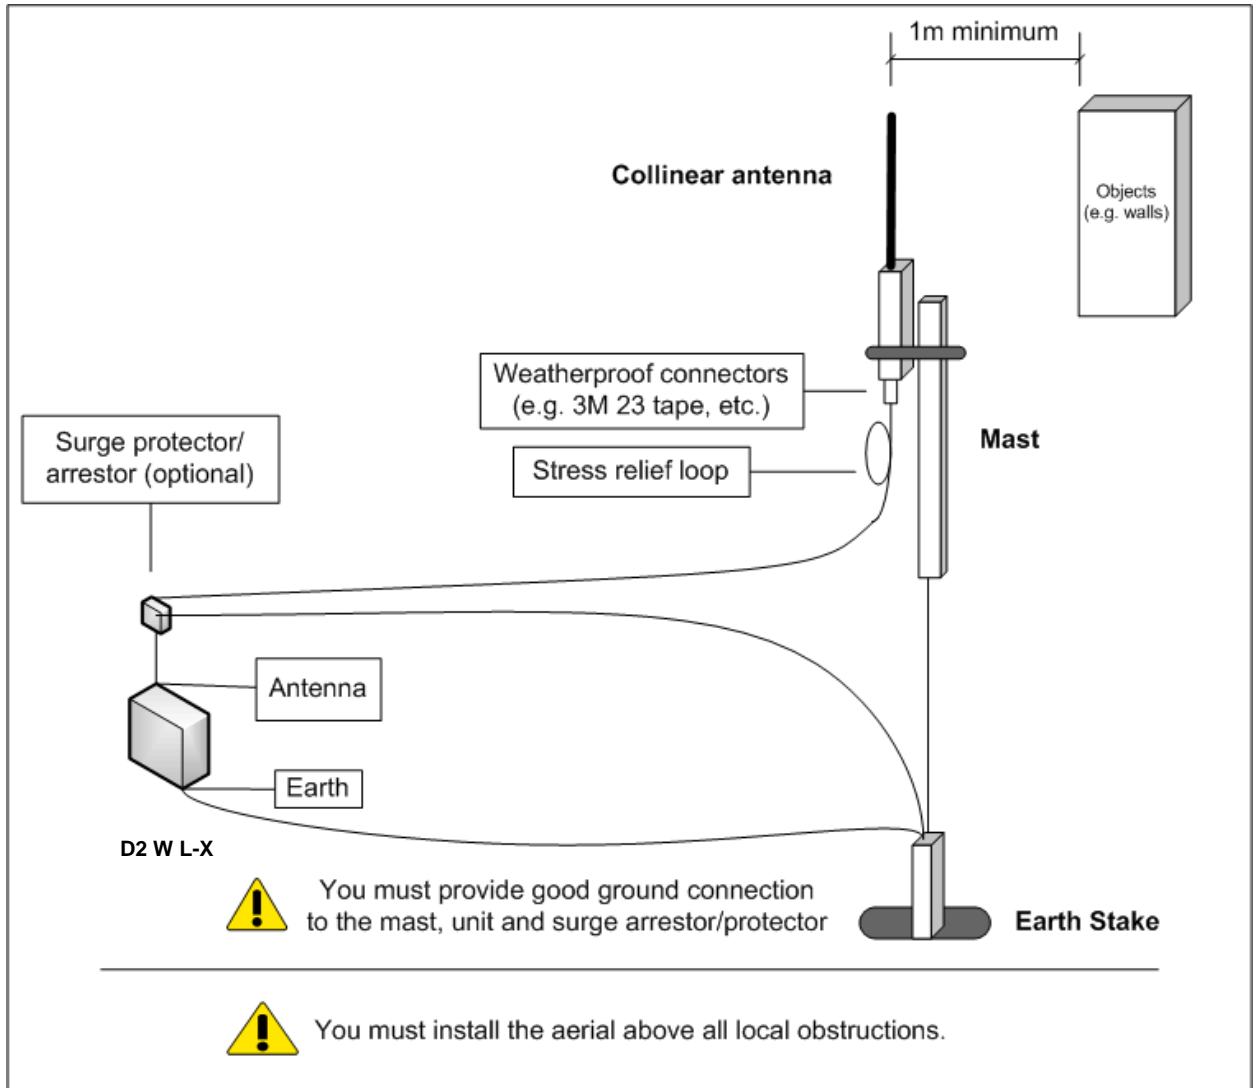 1m minimum
Collinear antenna
Objects
(e.g. walls)
Weatherproof connectors
(e.g. 3M 23 tape, etc.)
Surge protector/
arrestor (optional)
Mast
Stress relief loop
Antenna
Earth
D2 W L-X
You must provide good ground connection
to the mast, unit and surge arrestor/protector
Earth Stake
You must install the aerial above all local obstructions.